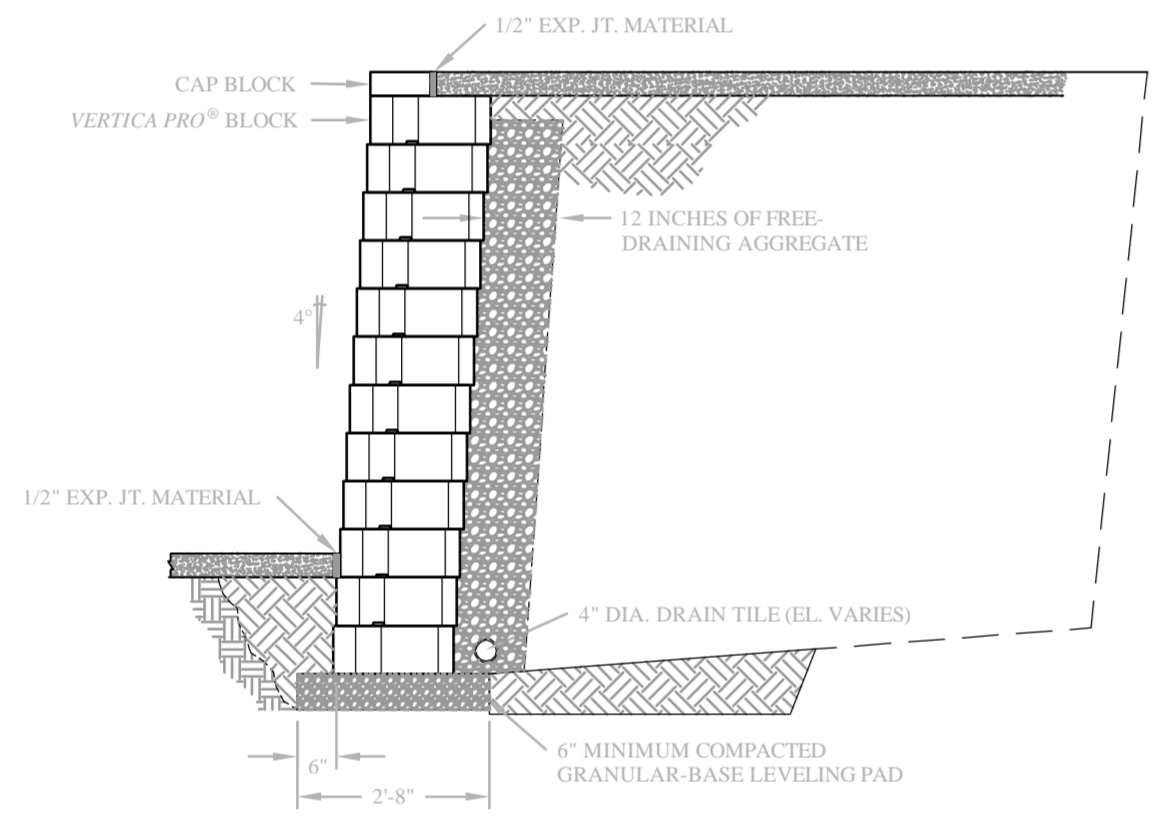 1/2" EXP. JT. MATERIAL
CAP BLOCK
VERTICA PRO® BLOCK
12 INCHES OF FREE-
DRAINING AGGREGATE
4°
1/2" EXP. JT. MATERIAL
4" DIA. DRAIN TILE (EL. VARIES)
6" MINIMUM COMPACTED
GRANULAR-BASE LEVELING PAD
6"
2'-8"